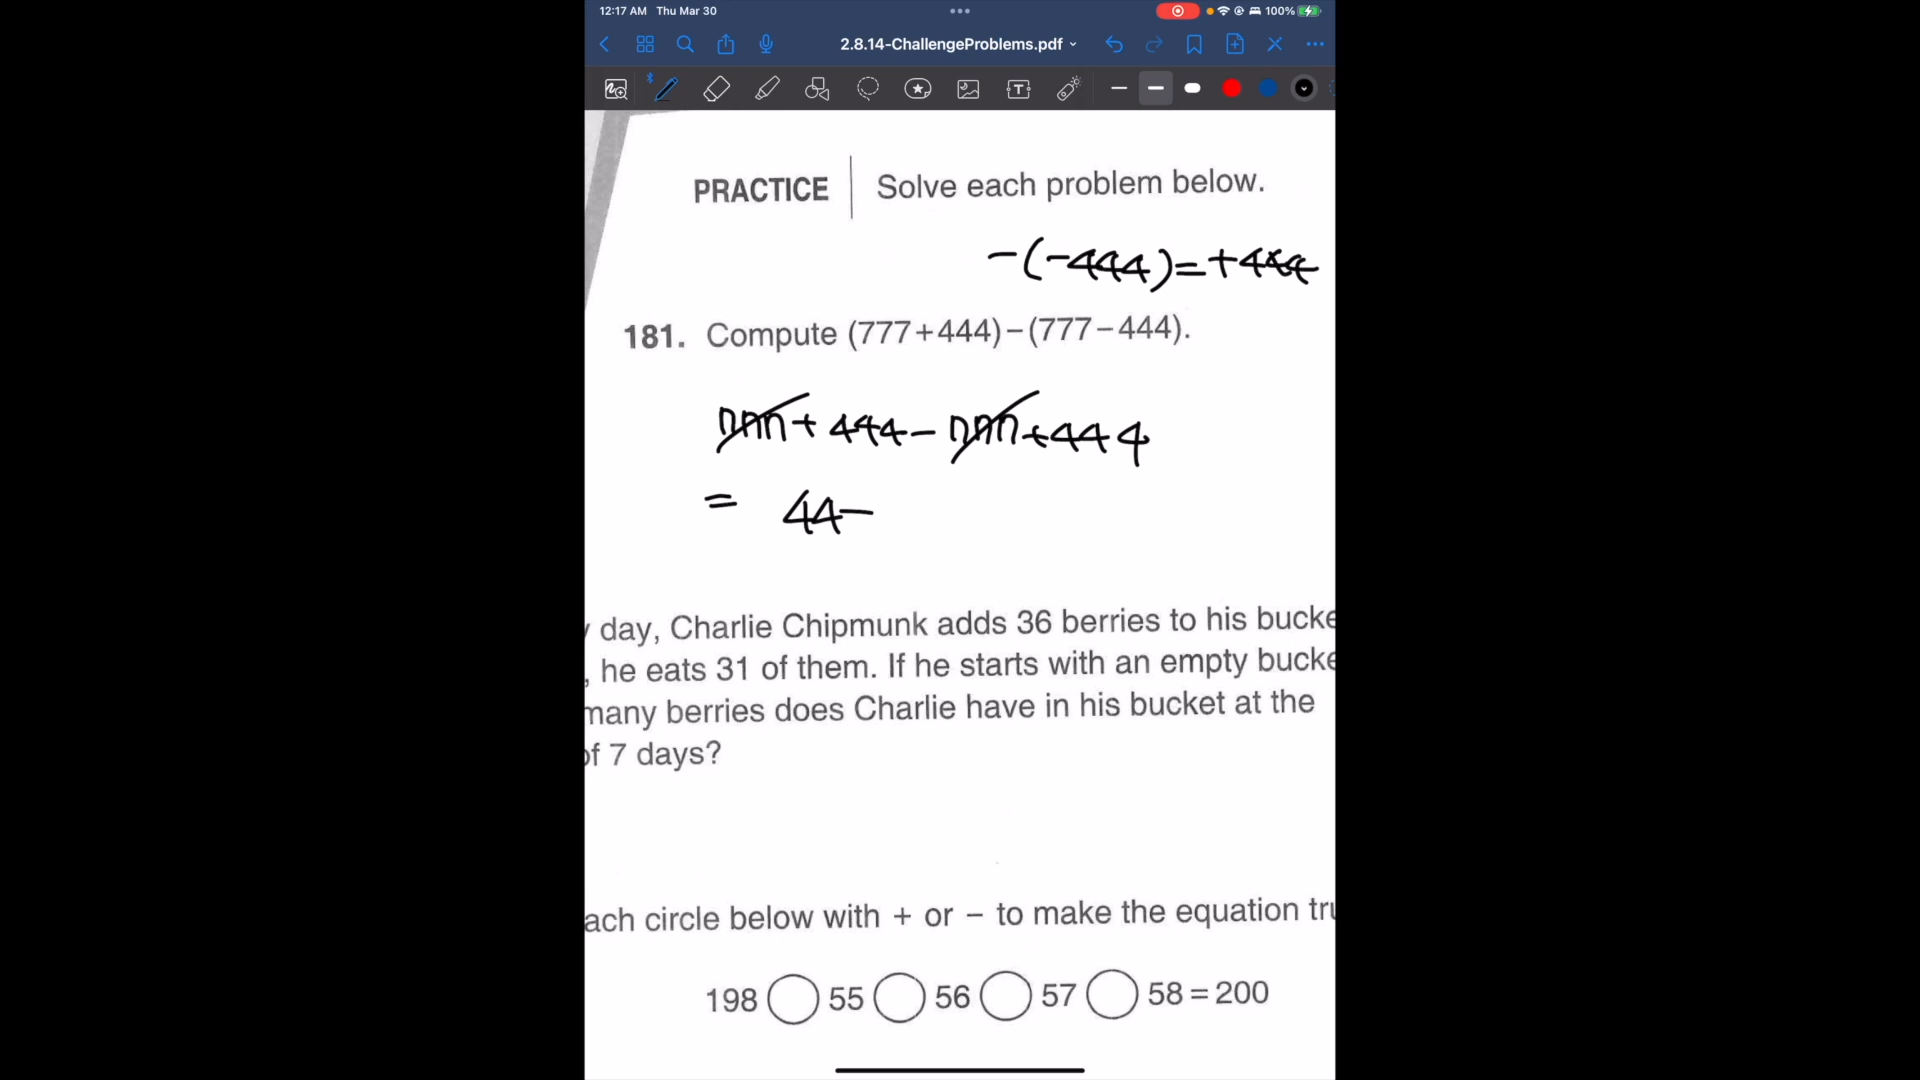 12:17 AM Thu Mar 30
100%
2.8.14-ChallengeProblems.pdf
PRACTICE Solve each problem below.
-(-444)=+444
181. Compute (777+444)−(777−444).
777+444-777+444
= 44-
day, Charlie Chipmunk adds 36 berries to his bucke
, he eats 31 of them. If he starts with an empty bucke
many berries does Charlie have in his bucket at the
of 7 days?
ach circle below with + or − to make the equation tru
198 ◯ 55 ◯ 56 ◯ 57 ◯ 58 = 200